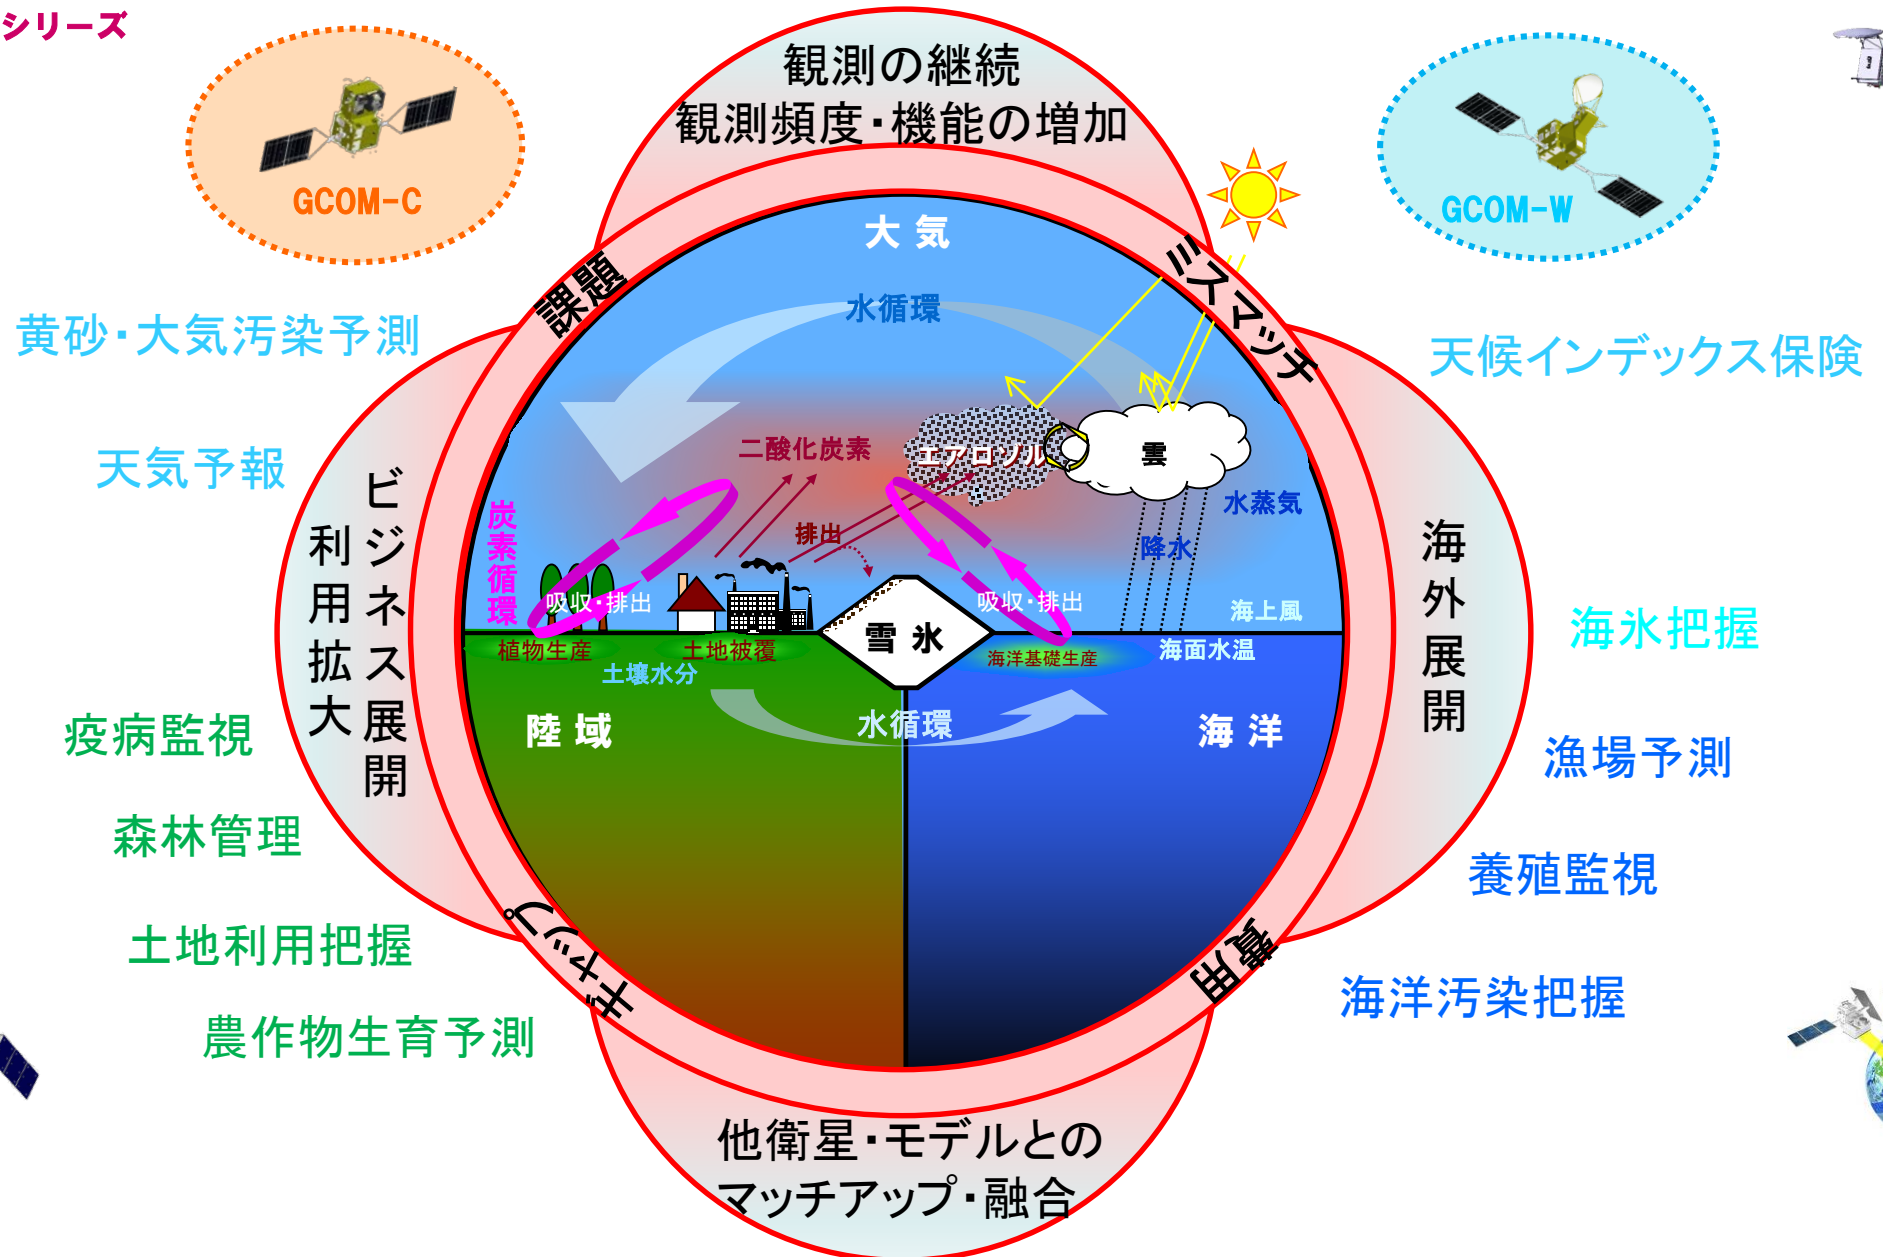 シリーズ
観測の継続
観測頻度・機能の増加
GCOM-C
GCOM-W
大気
課題
ミスマッチ
水循環
黄砂・大気汚染予測
天候インデックス保険
天気予報
二酸化炭素
エアロゾル
雲
水蒸気
炭素循環
排出
降水
ビジネス展開
利用拡大
海外展開
吸収・排出
吸収・排出
海上風
雪氷
植物生産
土地被覆
海洋基礎生産
海面水温
土壌水分
海氷把握
陸域
水循環
海洋
疫病監視
漁場予測
森林管理
養殖監視
ギャップ
費用
土地利用把握
海洋汚染把握
農作物生育予測
他衛星・モデルとの
マッチアップ・融合